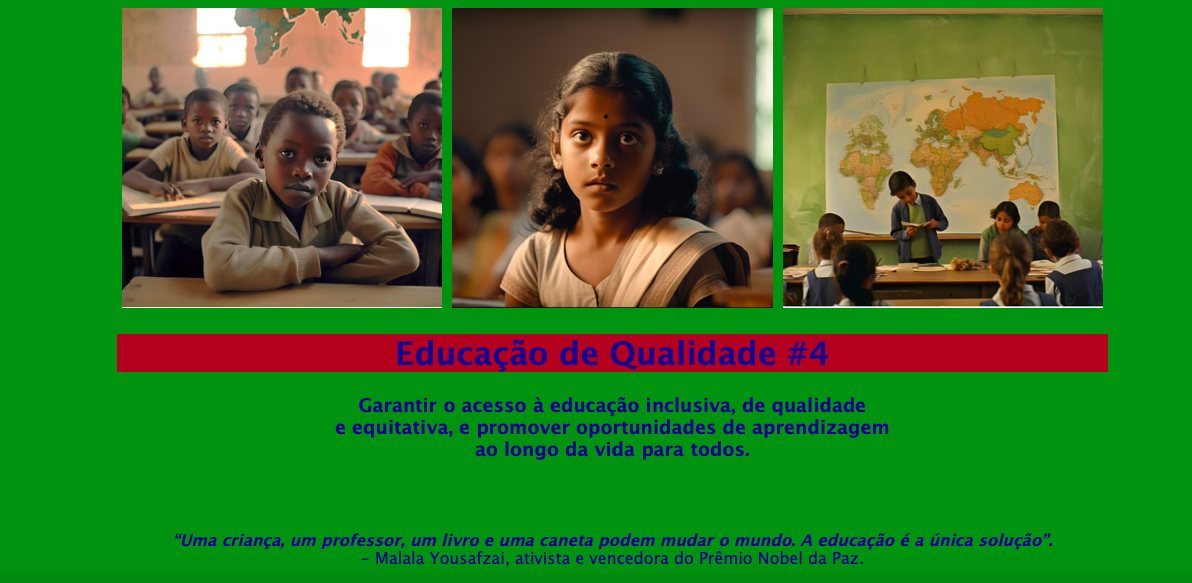 Educação de Qualidade #4
Garantir o acesso à educação inclusiva, de qualidade
e equitativa, e promover oportunidades de aprendizagem
ao longo da vida para todos.
“Uma criança, um professor, um livro e uma caneta podem mudar o mundo. A educação é a única solução”.
– Malala Yousafzai, ativista e vencedora do Prêmio Nobel da Paz.